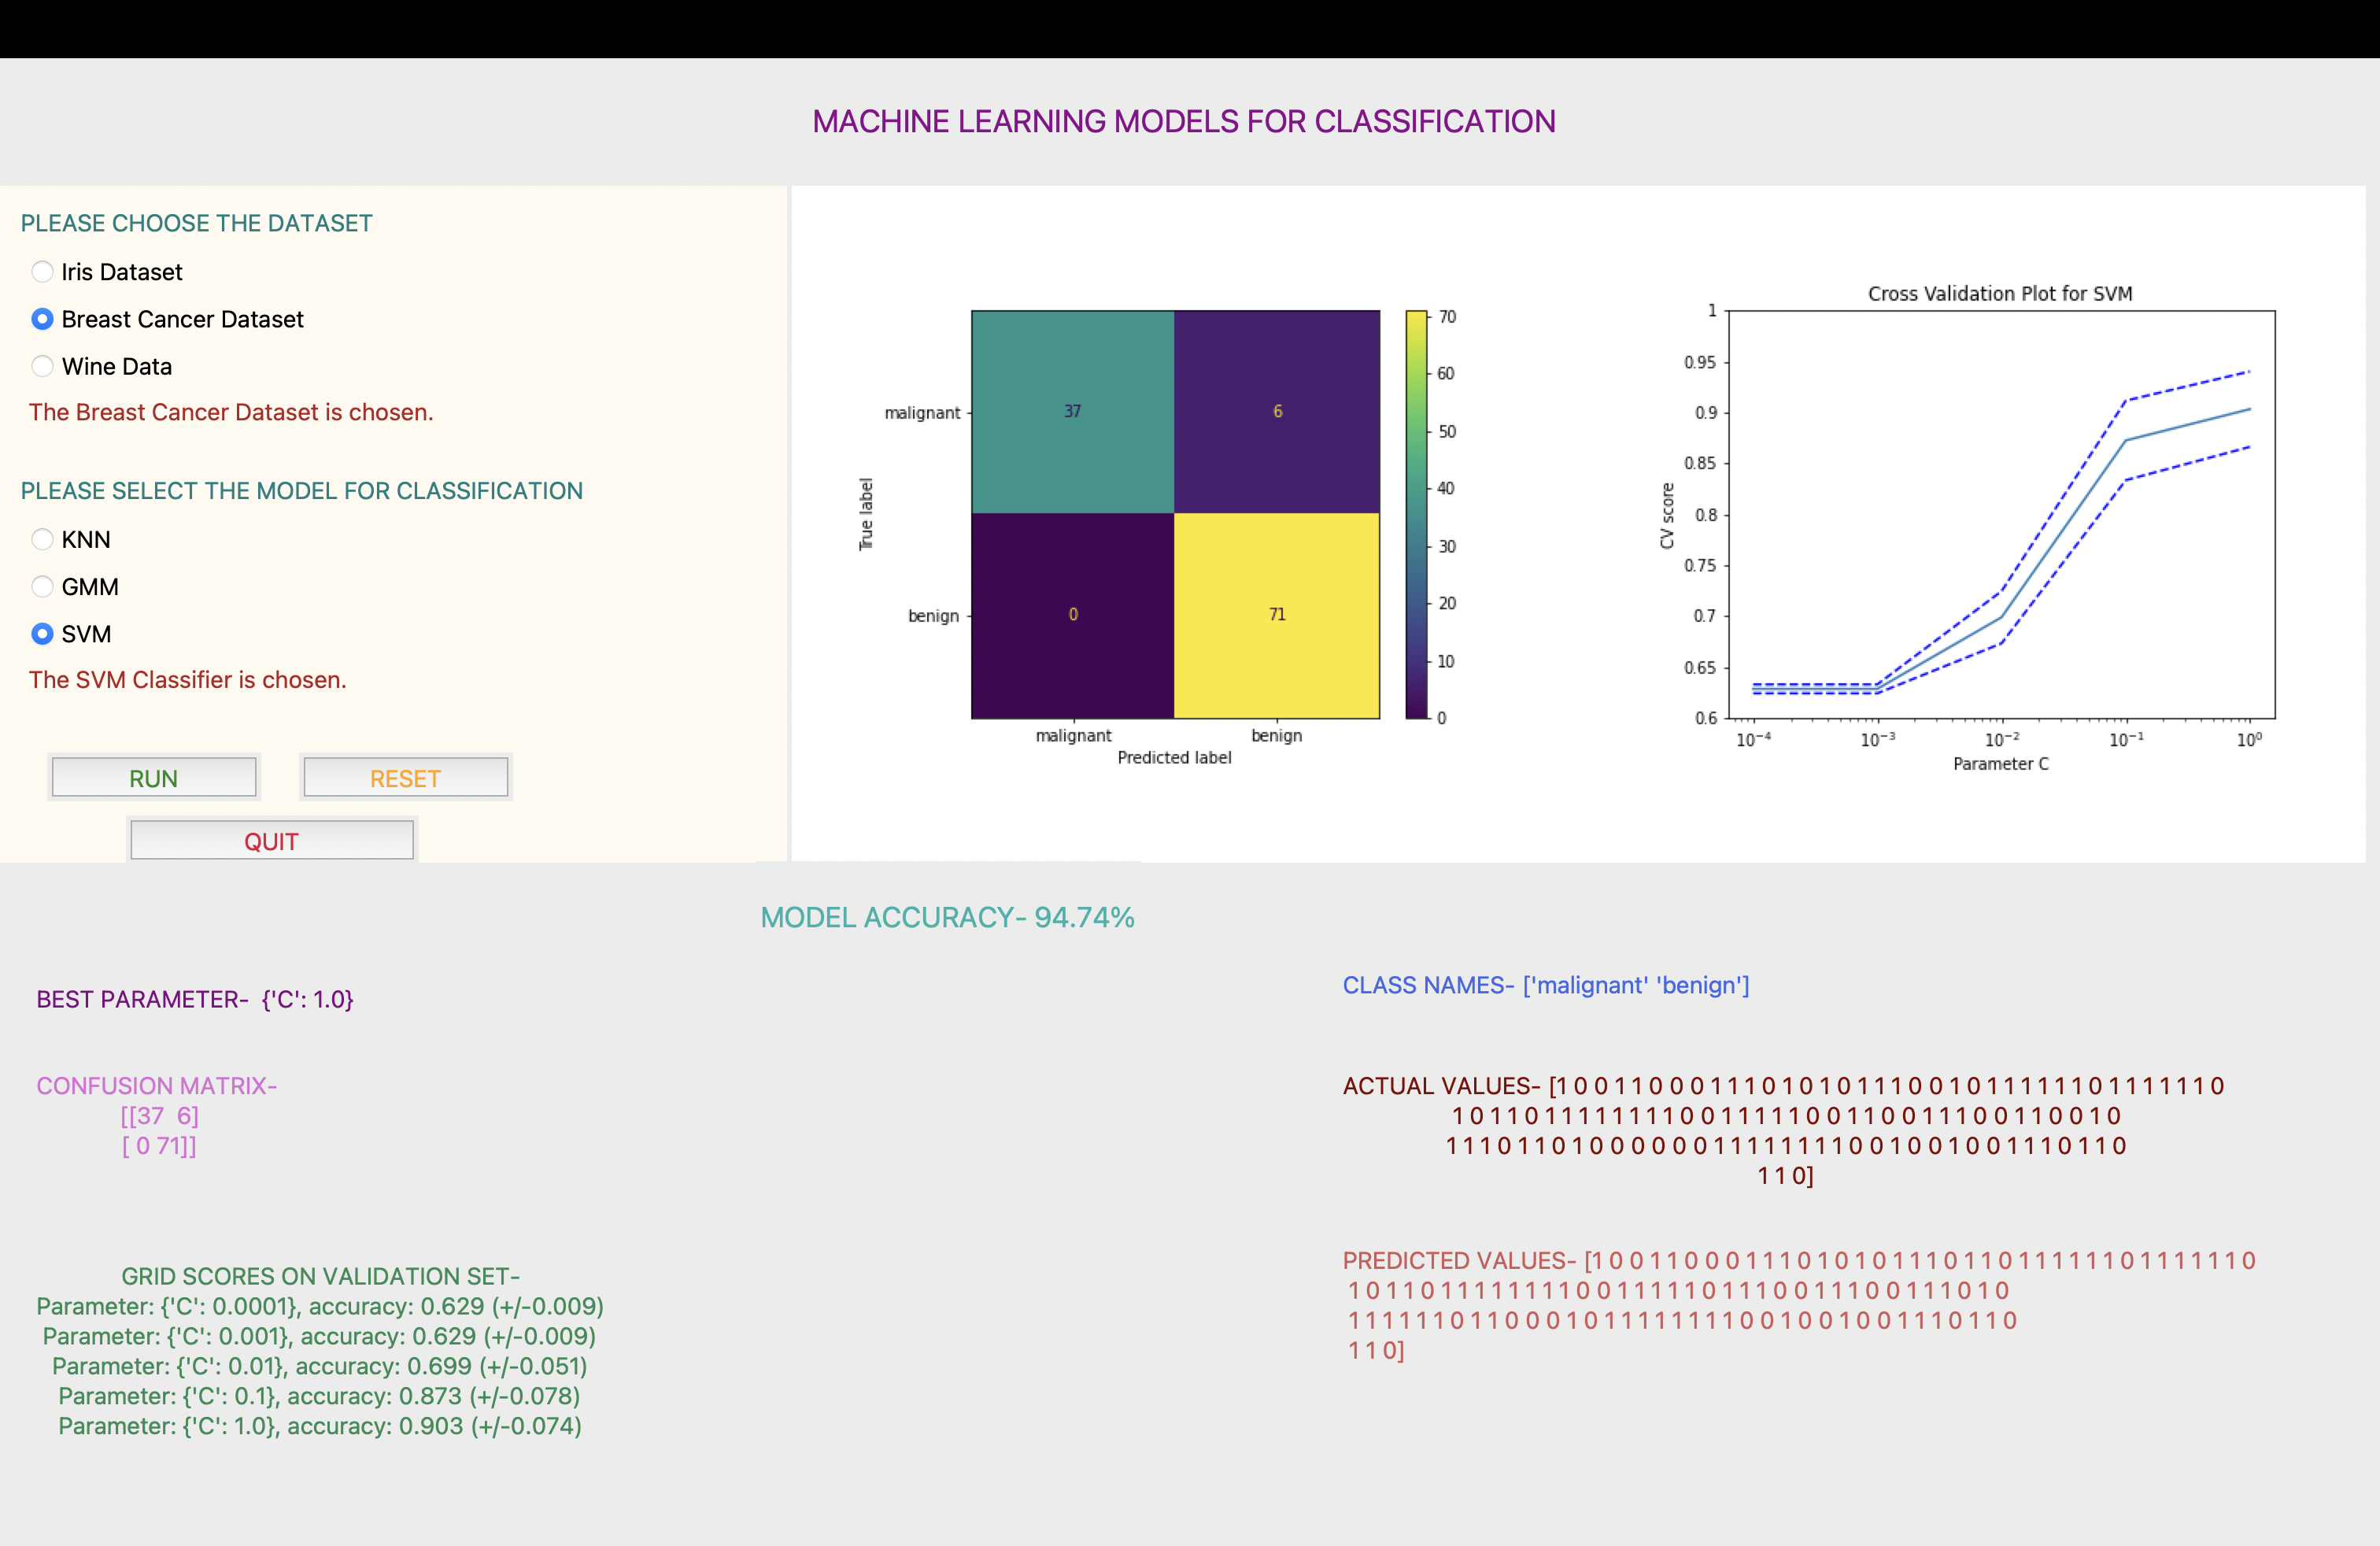 MACHINE LEARNING MODELS FOR CLASSIFICATION
PLEASE CHOOSE THE DATASET
Iris Dataset
Breast Cancer Dataset
Wine Data
The Breast Cancer Dataset is chosen.
PLEASE SELECT THE MODEL FOR CLASSIFICATION
KNN
GMM
SVM
The SVM Classifier is chosen.
RUN
RESET
QUIT
malignant
benign
True label
37
6
0
71
malignant
benign
Predicted label
70
60
50
40
30
20
10
0
Cross Validation Plot for SVM
CV score
1
0.95
0.9
0.85
0.8
0.75
0.7
0.65
0.6
10⁻⁴
10⁻³
10⁻²
10⁻¹
10⁰
Parameter C
MODEL ACCURACY- 94.74%
BEST PARAMETER- {'C': 1.0}
CONFUSION MATRIX-
[[37 6]
[ 0 71]]
GRID SCORES ON VALIDATION SET-
Parameter: {'C': 0.0001}, accuracy: 0.629 (+/-0.009)
Parameter: {'C': 0.001}, accuracy: 0.629 (+/-0.009)
Parameter: {'C': 0.01}, accuracy: 0.699 (+/-0.051)
Parameter: {'C': 0.1}, accuracy: 0.873 (+/-0.078)
Parameter: {'C': 1.0}, accuracy: 0.903 (+/-0.074)
CLASS NAMES- ['malignant' 'benign']
ACTUAL VALUES- [1 0 0 1 1 0 0 0 1 1 1 0 1 0 1 0 1 1 1 0 0 1 0 1 1 1 1 1 1 0 1 1 1 1 1 1 0
1 0 1 1 0 1 1 1 1 1 1 1 1 0 0 1 1 1 1 1 0 0 1 1 0 0 1 1 1 0 0 1 1 0 0 1 0
1 1 1 0 1 1 0 1 0 0 0 0 0 0 1 1 1 1 1 1 1 1 0 0 1 0 0 1 0 0 1 1 1 0 1 1 0
1 1 0]
PREDICTED VALUES- [1 0 0 1 1 0 0 0 1 1 1 0 1 0 1 0 1 1 1 0 1 1 0 1 1 1 1 1 1 0 1 1 1 1 1 1 0
1 0 1 1 0 1 1 1 1 1 1 1 1 0 0 1 1 1 1 1 0 1 1 1 0 0 1 1 1 0 0 1 1 1 0 1 0
1 1 1 1 1 1 0 1 1 0 0 0 1 0 1 1 1 1 1 1 1 1 0 0 1 0 0 1 0 0 1 1 1 0 1 1 0
1 1 0]